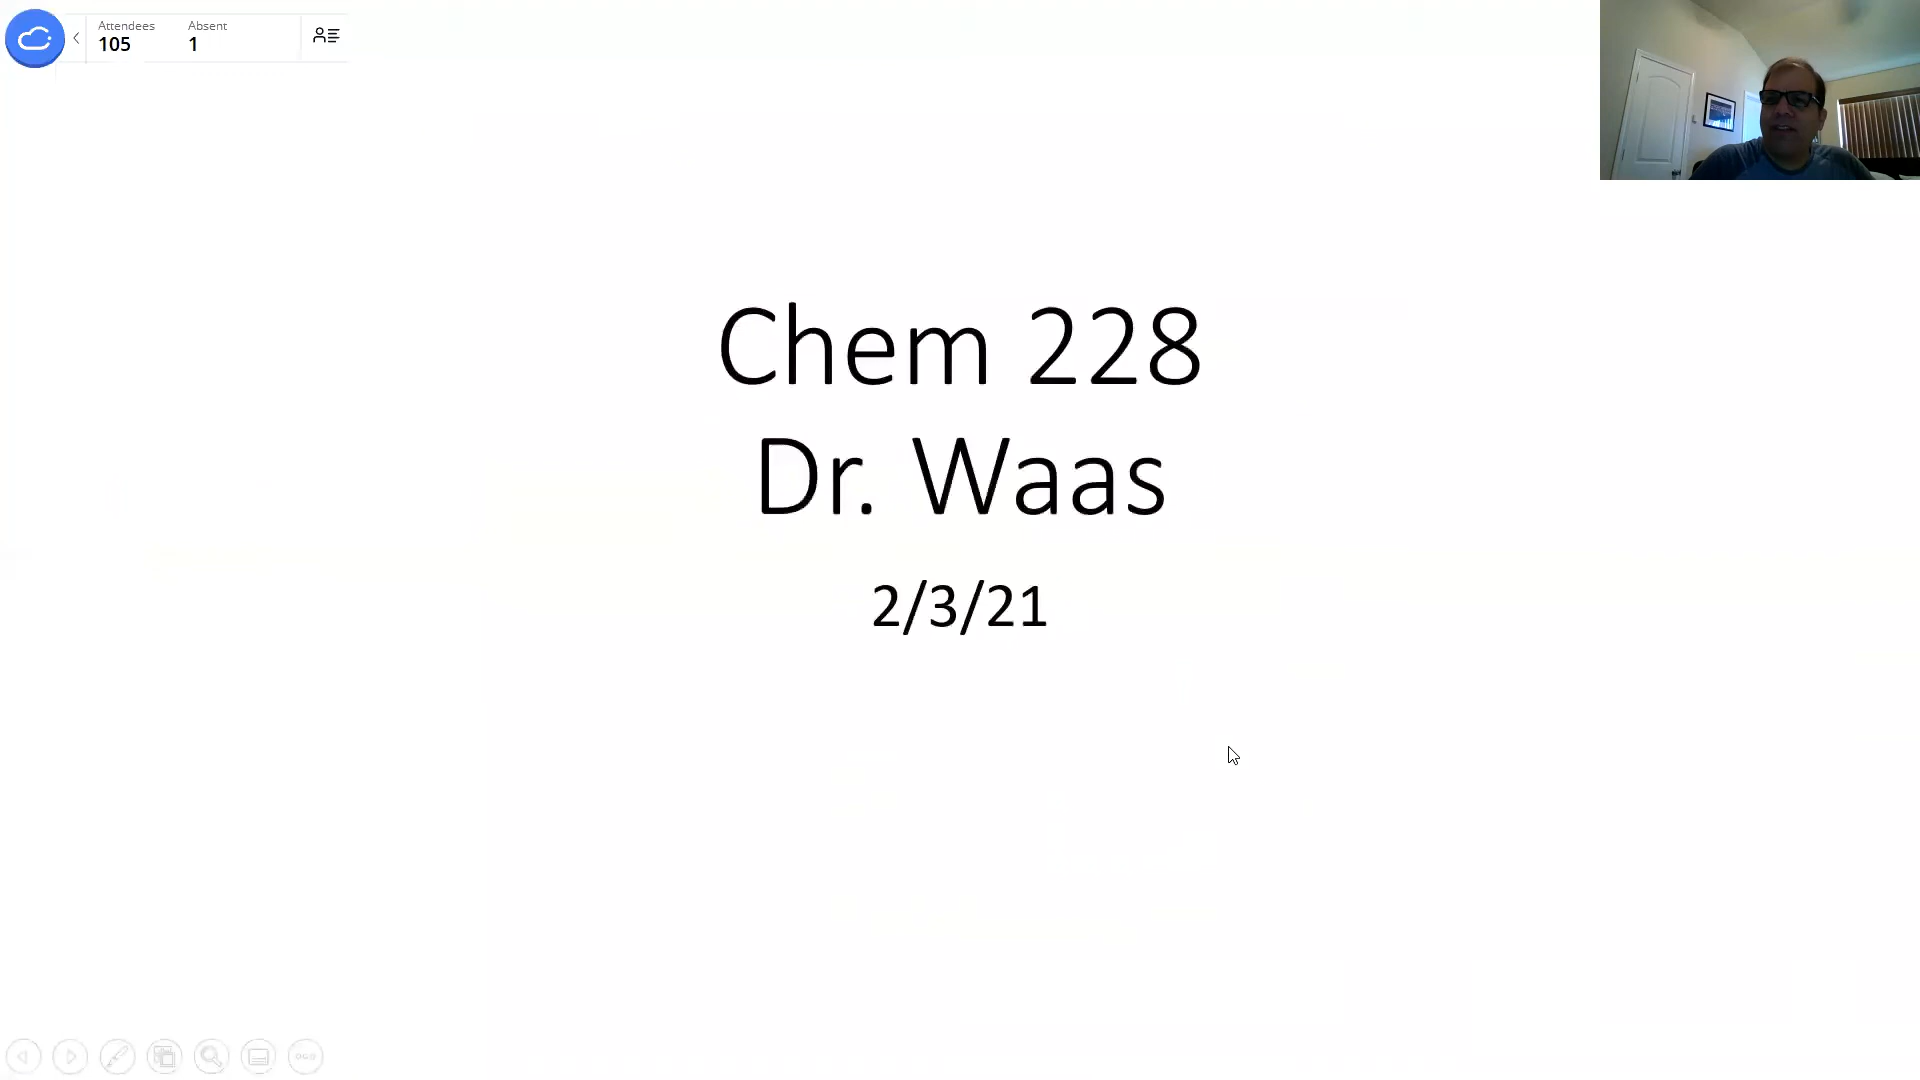 Attendees Absent
105 1
Chem 228
Dr. Waas
2/3/21